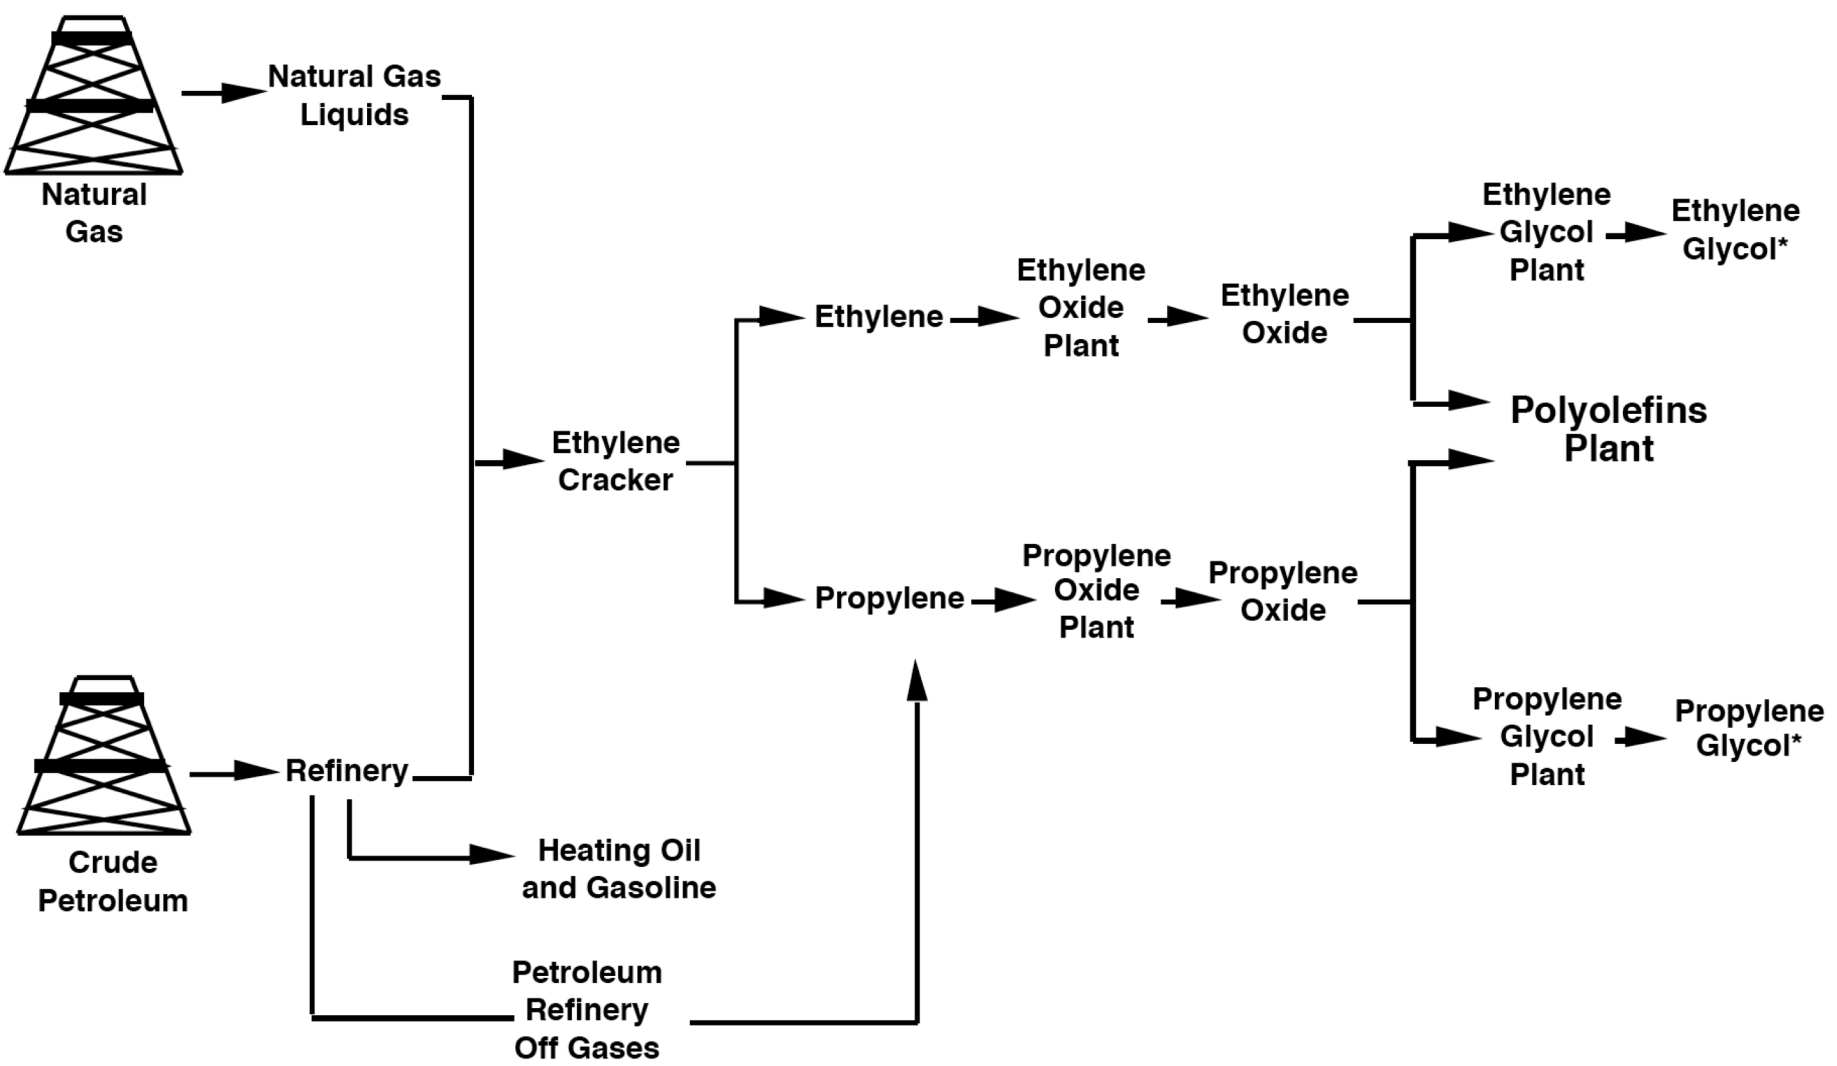 Natural Gas
Liquids
Natural
Gas
Ethylene
Cracker
Ethylene
Ethylene
Oxide
Plant
Ethylene
Oxide
Ethylene
Glycol
Plant
Ethylene
Glycol*
Polyolefins
Plant
Propylene
Propylene
Oxide
Plant
Propylene
Oxide
Propylene
Glycol
Plant
Propylene
Glycol*
Crude
Petroleum
Refinery
Heating Oil
and Gasoline
Petroleum
Refinery
Off Gases